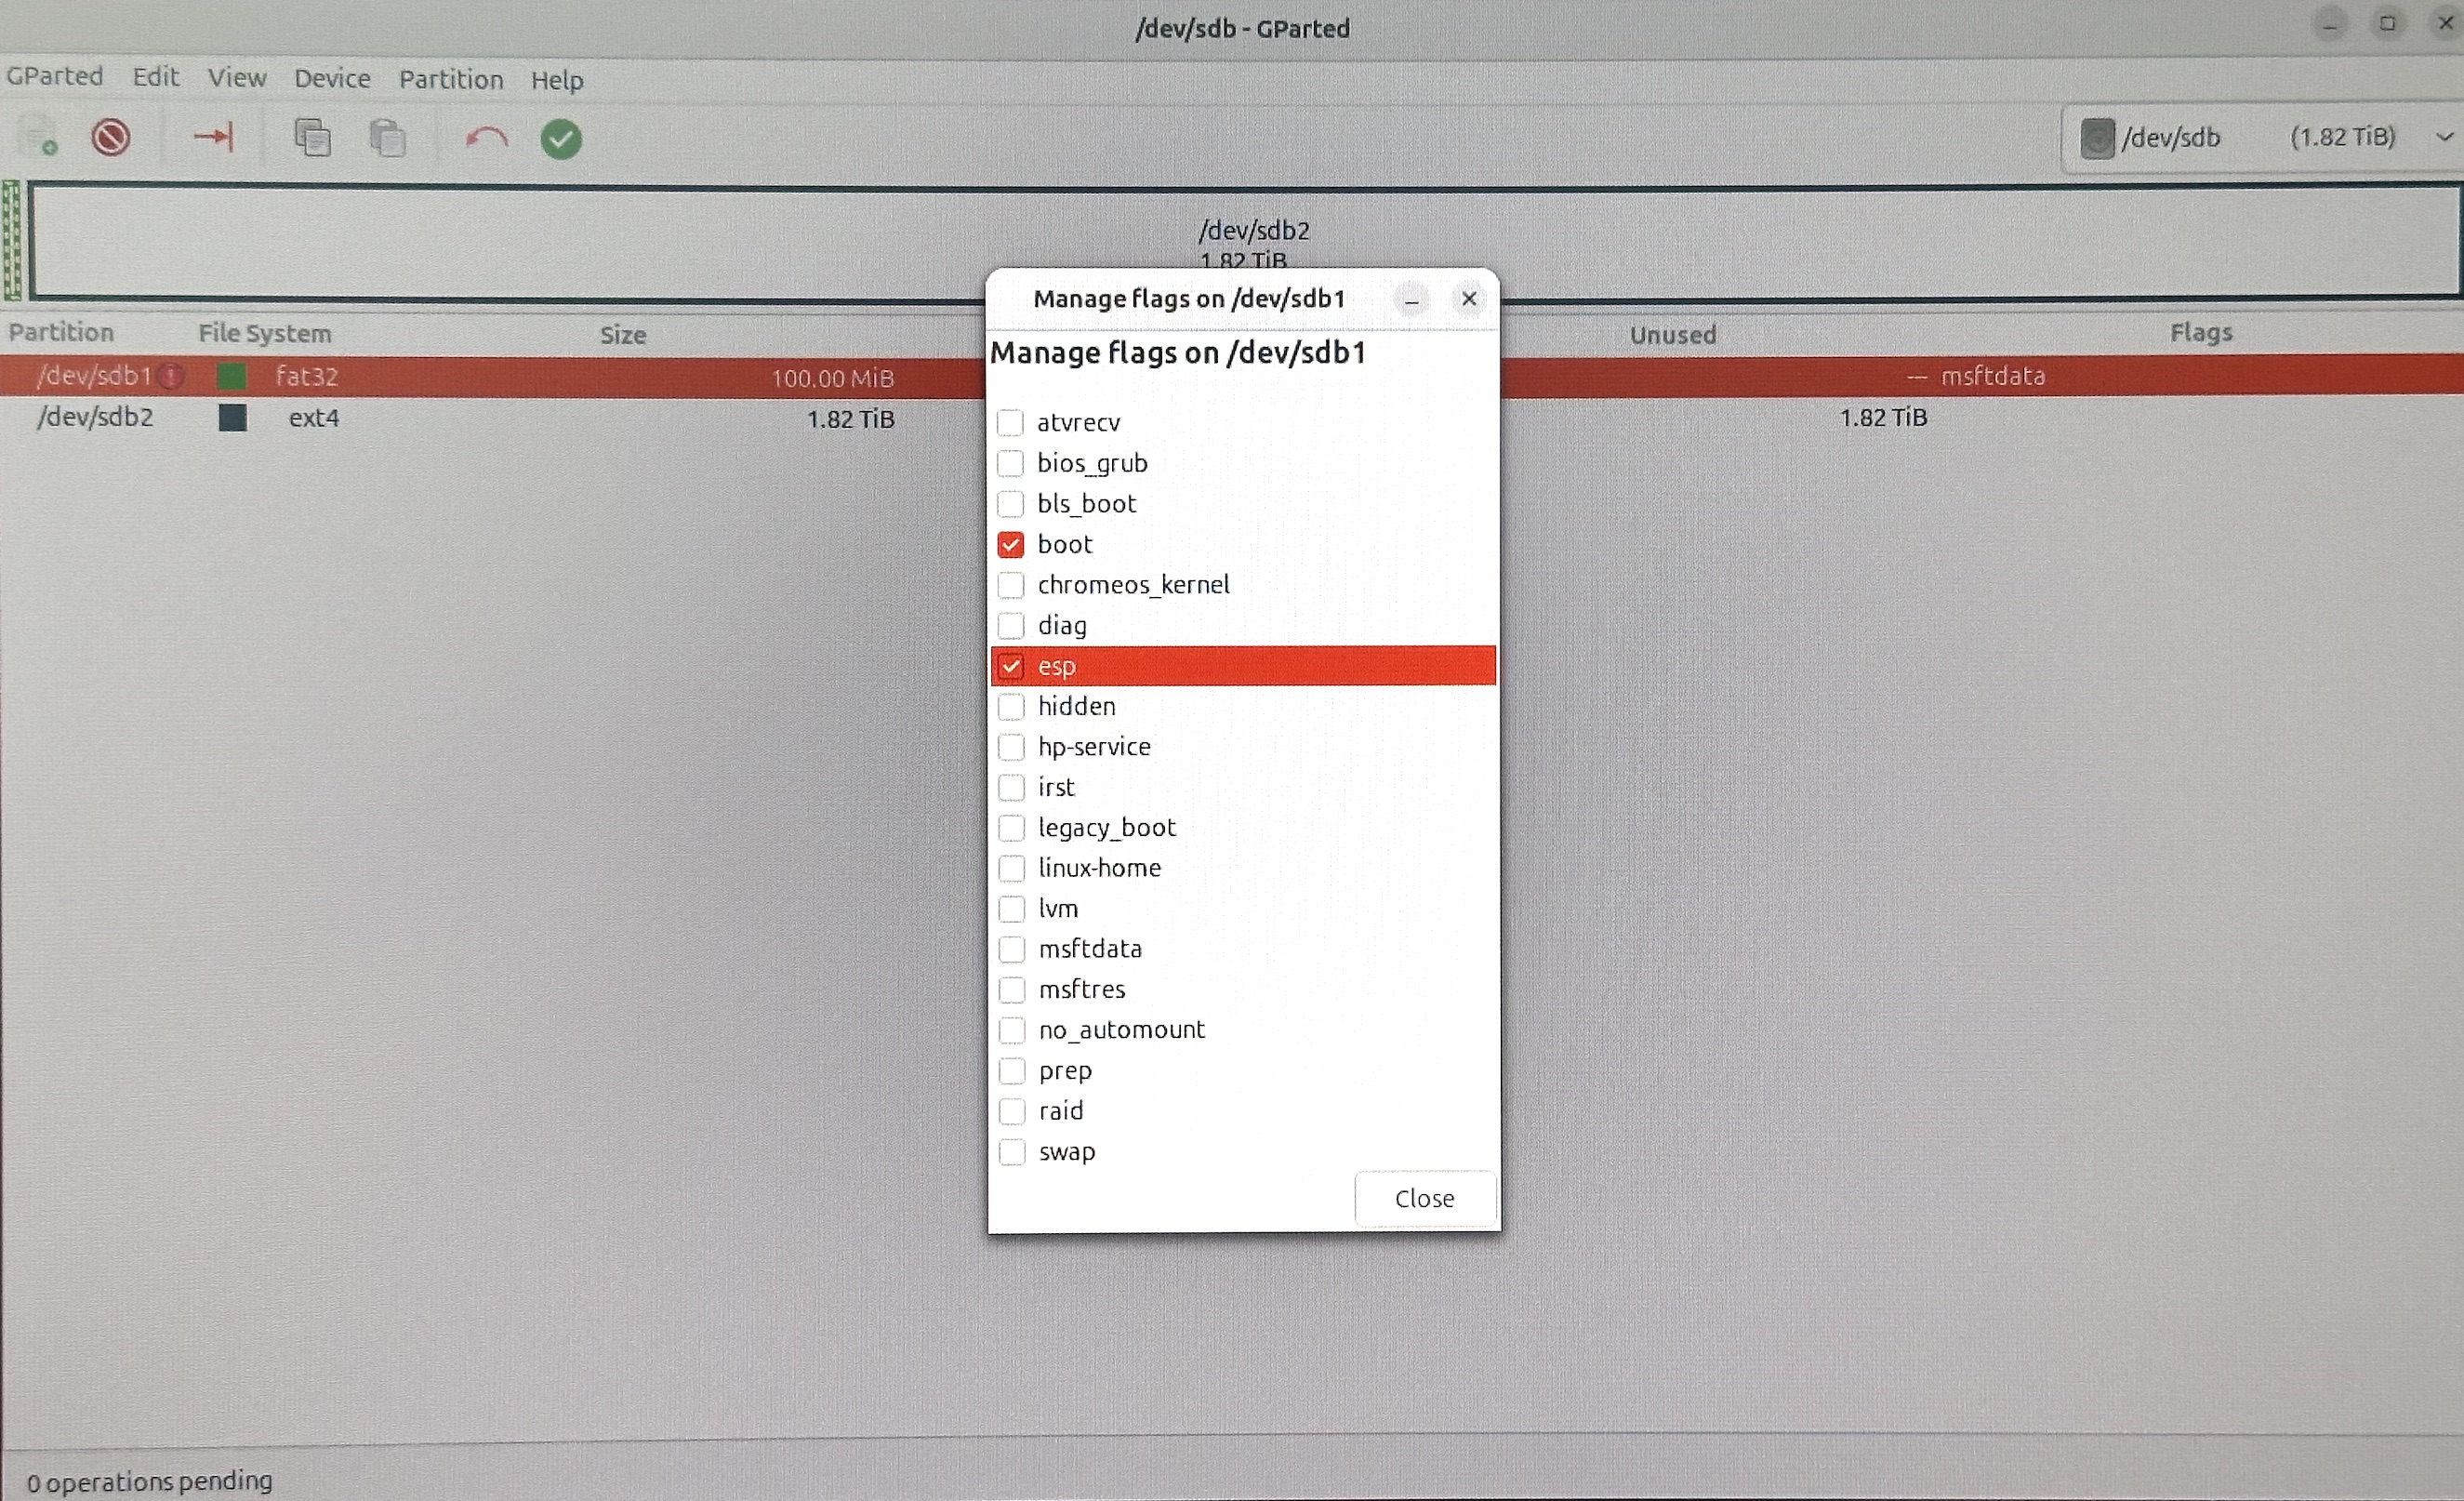 /dev/sdb - GParted
GParted Edit View Device Partition Help
/dev/sdb (1.82 TiB)
/dev/sdb2
1.82 TiB
Manage flags on /dev/sdb1
Partition File System Size Unused Flags
Manage flags on /dev/sdb1
/dev/sdb1 fat32 100.00 MiB --- msftdata
/dev/sdb2 ext4 1.82 TiB 1.82 TiB
atvrecv
bios_grub
bls_boot
boot
chromeos_kernel
diag
esp
hidden
hp-service
irst
legacy_boot
linux-home
lvm
msftdata
msftres
no_automount
prep
raid
swap
Close
0 operations pending